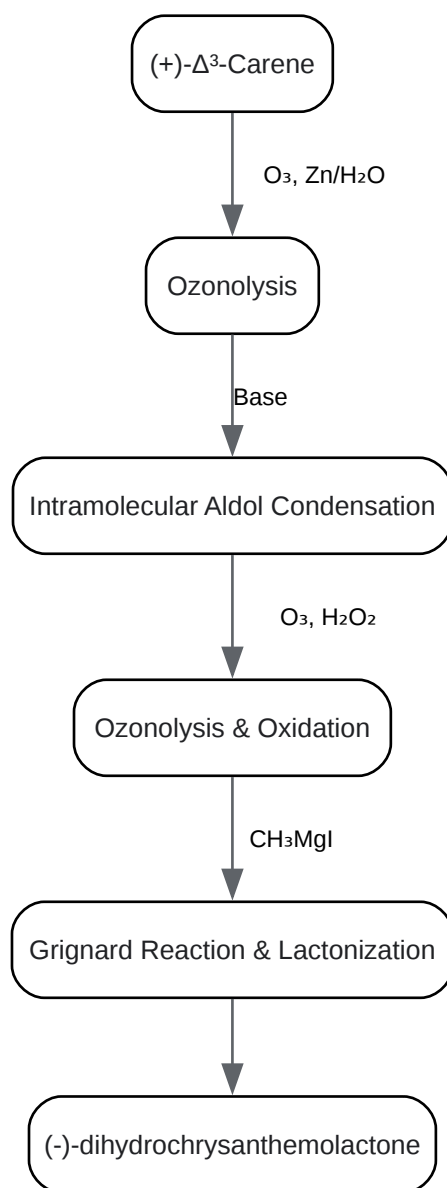 (+)-Δ³-Carene
O₃, Zn/H₂O
Ozonolysis
Base
Intramolecular Aldol Condensation
O₃, H₂O₂
Ozonolysis & Oxidation
CH₃MgI
Grignard Reaction & Lactonization
(-)-dihydrochrysanthemolactone